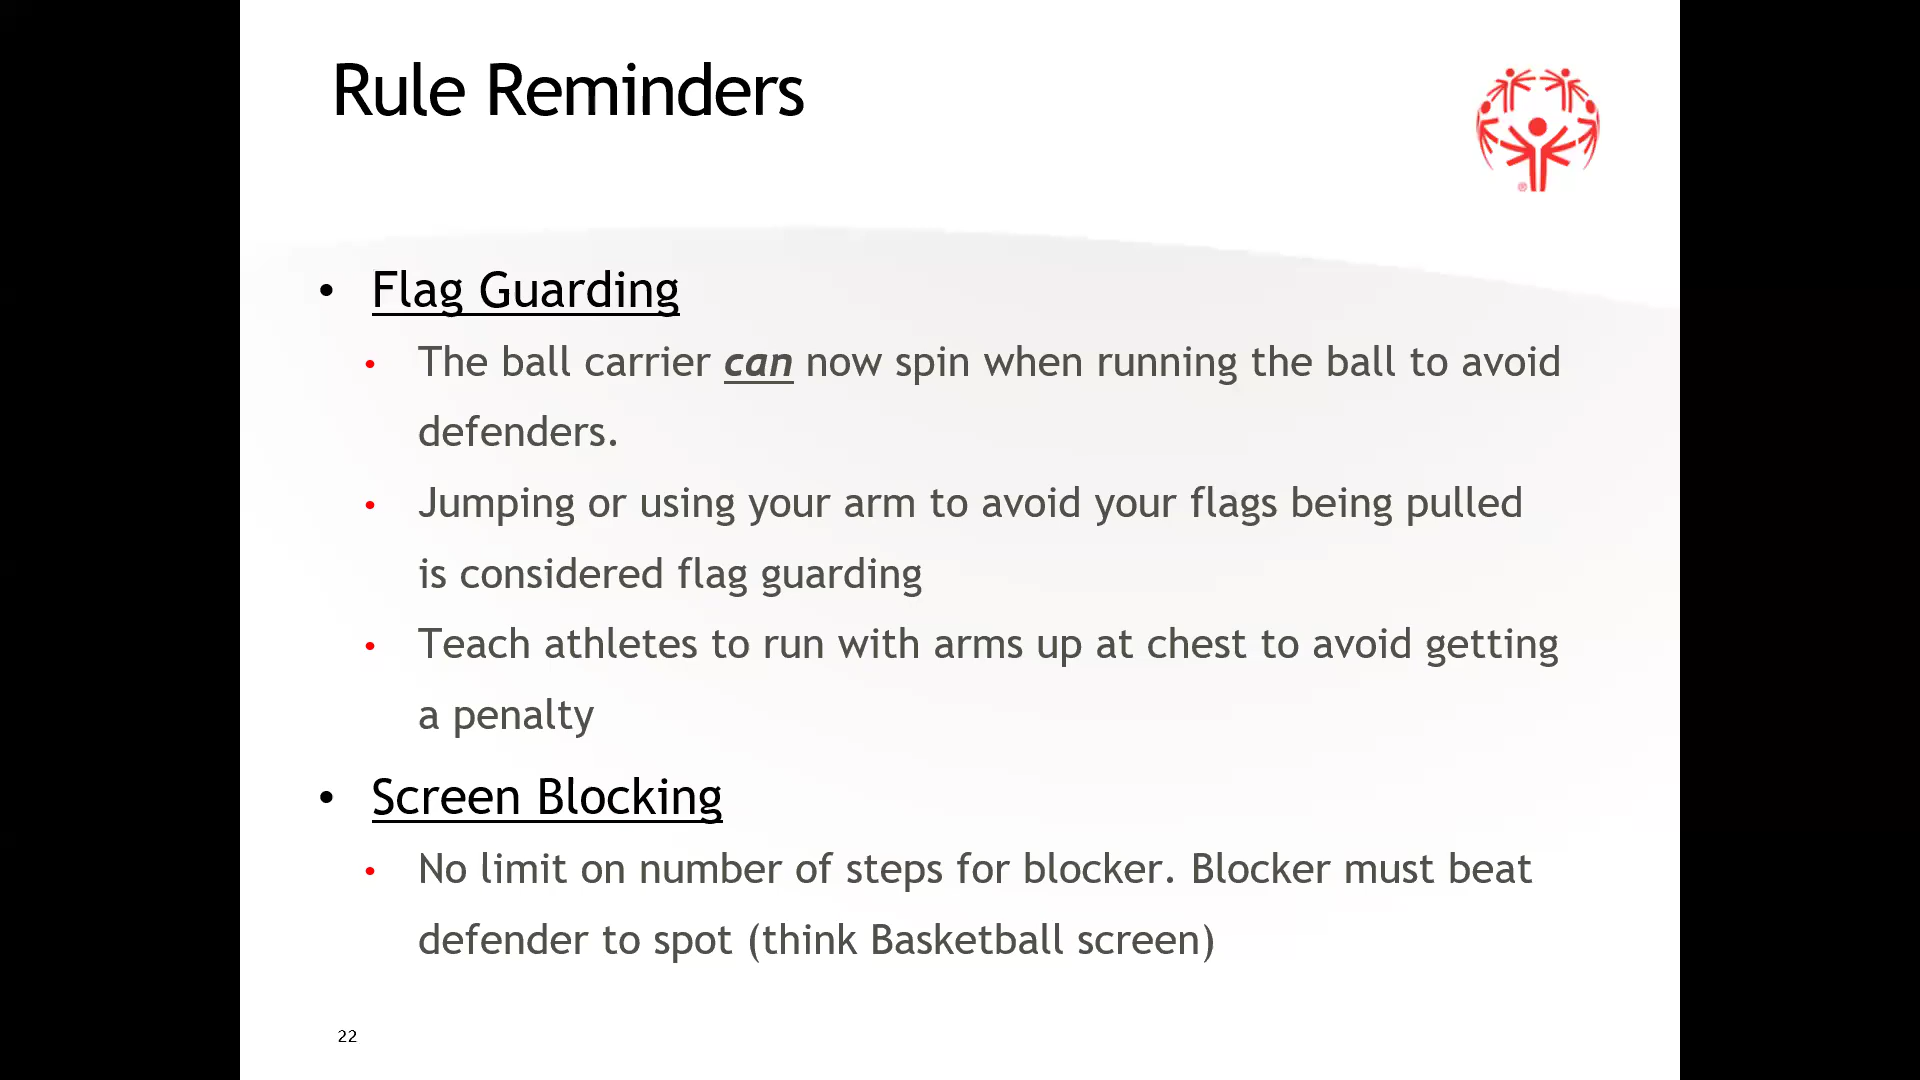 Rule Reminders
®
• Flag Guarding
• The ball carrier can now spin when running the ball to avoid
defenders.
• Jumping or using your arm to avoid your flags being pulled
is considered flag guarding
• Teach athletes to run with arms up at chest to avoid getting
a penalty
• Screen Blocking
• No limit on number of steps for blocker. Blocker must beat
defender to spot (think Basketball screen)
22